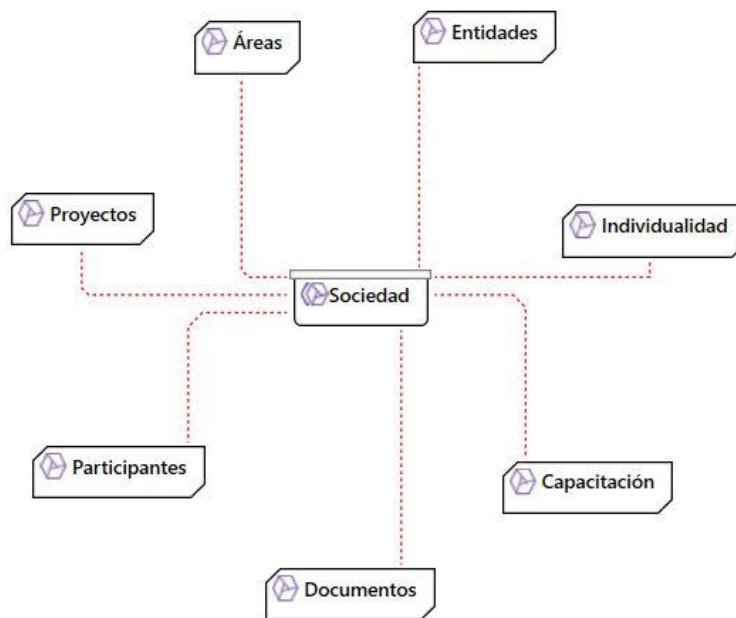 Áreas
Entidades
Proyectos
Individualidad
Sociedad
Participantes
Capacitación
Documentos